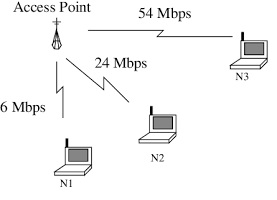 Access Point
54 Mbps
24 Mbps
N3
6 Mbps
N2
N1